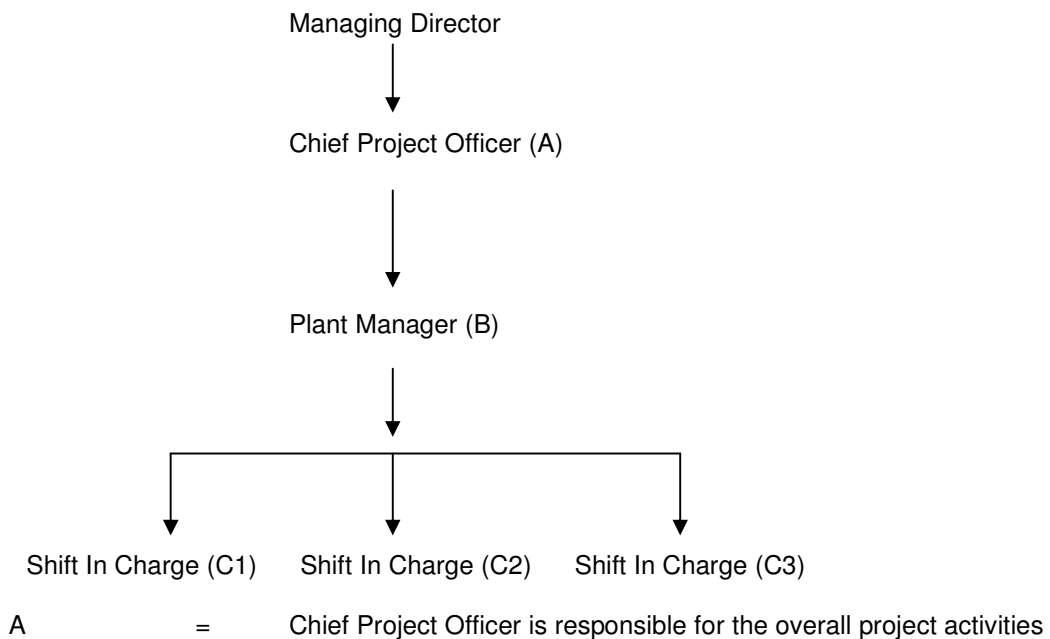 Managing Director
Chief Project Officer (A)
Plant Manager (B)
Shift In Charge (C1) Shift In Charge (C2) Shift In Charge (C3)
A = Chief Project Officer is responsible for the overall project activities